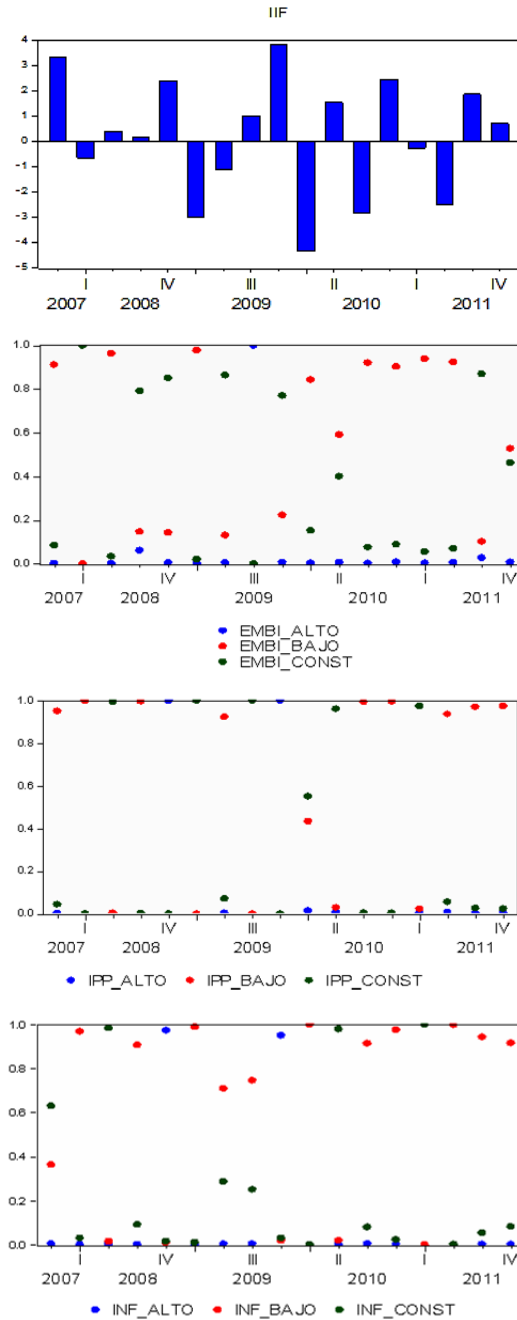 IIF
4
3
2
1
0
-1
-2
-3
-4
-5
I IV III II I IV
2007 2008 2009 2010 2011
1.0
0.8
0.6
0.4
0.2
0.0
I IV III II I IV
2007 2008 2009 2010 2011
EMBI_ALTO
EMBI_BAJO
EMBI_CONST
1.0
0.8
0.6
0.4
0.2
0.0
I IV III II I IV
2007 2008 2009 2010 2011
IPP_ALTO IPP_BAJO IPP_CONST
1.0
0.8
0.6
0.4
0.2
0.0
I IV III II I IV
2007 2008 2009 2010 2011
INF_ALTO INF_BAJO INF_CONST